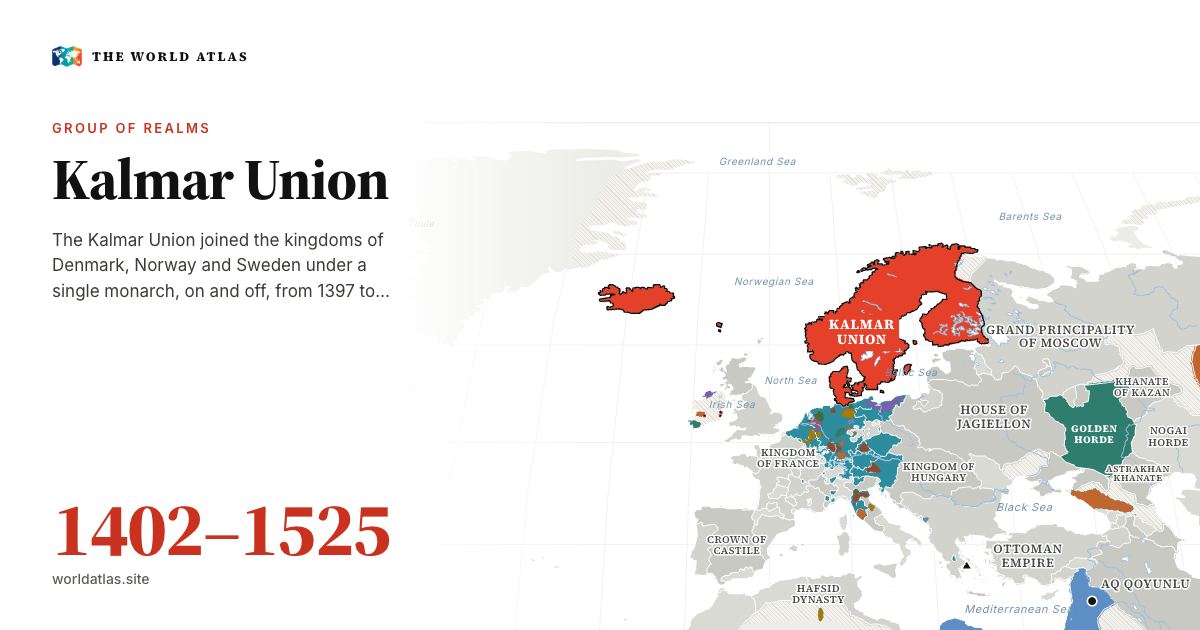 THE WORLD ATLAS
GROUP OF REALMS
Kalmar Union
The Kalmar Union joined the kingdoms of
Denmark, Norway and Sweden under a
single monarch, on and off, from 1397 to...
1402–1525
worldatlas.site
Greenland Sea
Thule
Barents Sea
Norwegian Sea
KALMAR
UNION
GRAND PRINCIPALITY
OF MOSCOW
North Sea
Baltic Sea
KHANATE
OF KAZAN
Irish Sea
HOUSE OF
JAGIELLON
GOLDEN
HORDE
NOGAI
HORDE
KINGDOM
OF FRANCE
KINGDOM OF
HUNGARY
ASTRAKHAN
KHANATE
Black Sea
CROWN OF
CASTILE
OTTOMAN
EMPIRE
AQ QOYUNLU
HAFSID
DYNASTY
Mediterranean Se